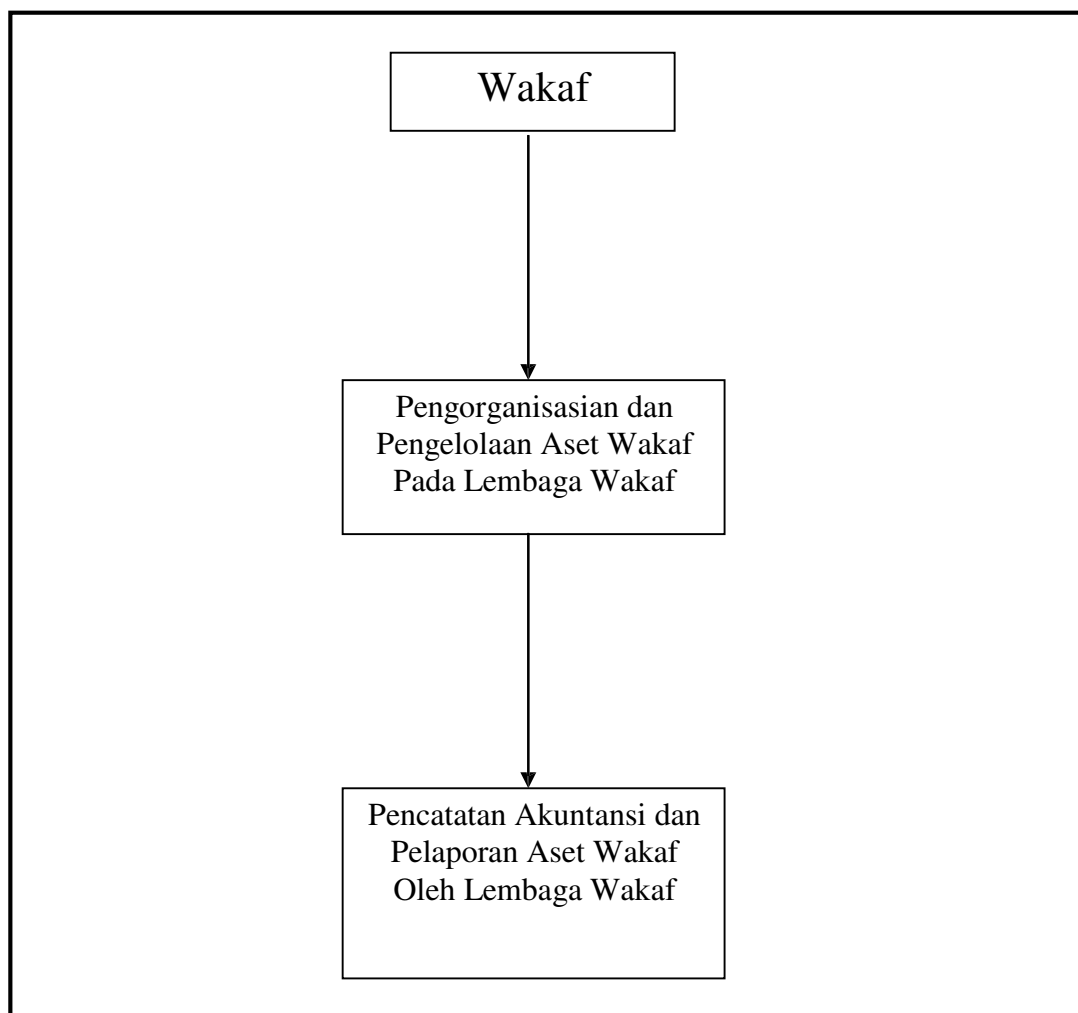 Wakaf
Pengorganisasian dan
Pengelolaan Aset Wakaf
Pada Lembaga Wakaf
Pencatatan Akuntansi dan
Pelaporan Aset Wakaf
Oleh Lembaga Wakaf